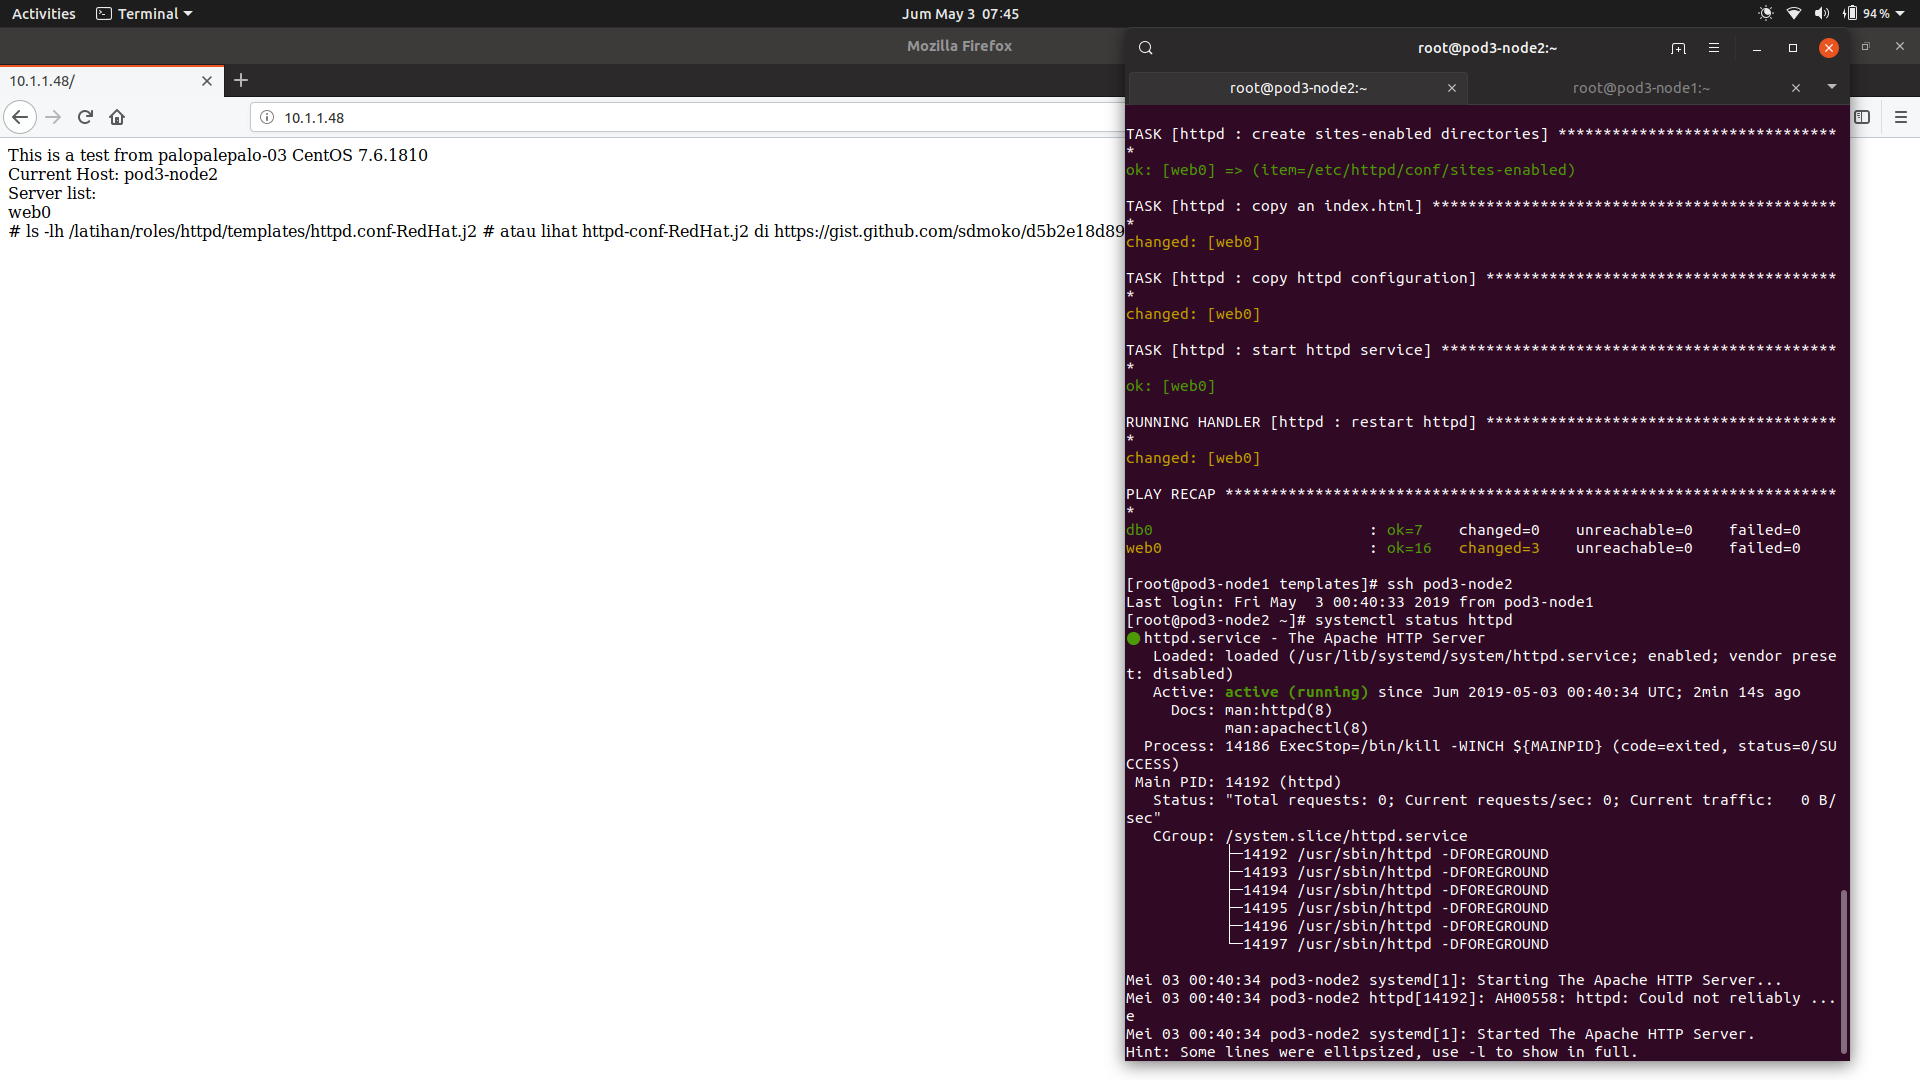 Activities Terminal Jum May 3 07:45 94 %
Mozilla Firefox
10.1.1.48/
10.1.1.48
This is a test from palopalepalo-03 CentOS 7.6.1810
Current Host: pod3-node2
Server list:
web0
# ls -lh /latihan/roles/httpd/templates/httpd.conf-RedHat.j2 # atau lihat httpd-conf-RedHat.j2 di https://gist.github.com/sdmoko/d5b2e18d89
root@pod3-node2:~
root@pod3-node2:~ root@pod3-node1:~
TASK [httpd : create sites-enabled directories] *******************************
*
ok: [web0] => (item=/etc/httpd/conf/sites-enabled)
TASK [httpd : copy an index.html] *********************************************
*
changed: [web0]
TASK [httpd : copy httpd configuration] ***************************************
*
changed: [web0]
TASK [httpd : start httpd service] ********************************************
*
ok: [web0]
RUNNING HANDLER [httpd : restart httpd] ***************************************
*
changed: [web0]
PLAY RECAP ********************************************************************
*
db0 : ok=7 changed=0 unreachable=0 failed=0
web0 : ok=16 changed=3 unreachable=0 failed=0
[root@pod3-node1 templates]# ssh pod3-node2
Last login: Fri May  3 00:40:33 2019 from pod3-node1
[root@pod3-node2 ~]# systemctl status httpd
● httpd.service - The Apache HTTP Server
Loaded: loaded (/usr/lib/systemd/system/httpd.service; enabled; vendor prese
t: disabled)
Active: active (running) since Jum 2019-05-03 00:40:34 UTC; 2min 14s ago
Docs: man:httpd(8)
man:apachectl(8)
Process: 14186 ExecStop=/bin/kill -WINCH ${MAINPID} (code=exited, status=0/SU
CCESS)
Main PID: 14192 (httpd)
Status: "Total requests: 0; Current requests/sec: 0; Current traffic:   0 B/
sec"
CGroup: /system.slice/httpd.service
├─14192 /usr/sbin/httpd -DFOREGROUND
├─14193 /usr/sbin/httpd -DFOREGROUND
├─14194 /usr/sbin/httpd -DFOREGROUND
├─14195 /usr/sbin/httpd -DFOREGROUND
├─14196 /usr/sbin/httpd -DFOREGROUND
└─14197 /usr/sbin/httpd -DFOREGROUND
Mei 03 00:40:34 pod3-node2 systemd[1]: Starting The Apache HTTP Server...
Mei 03 00:40:34 pod3-node2 httpd[14192]: AH00558: httpd: Could not reliably ...
e
Mei 03 00:40:34 pod3-node2 systemd[1]: Started The Apache HTTP Server.
Hint: Some lines were ellipsized, use -l to show in full.